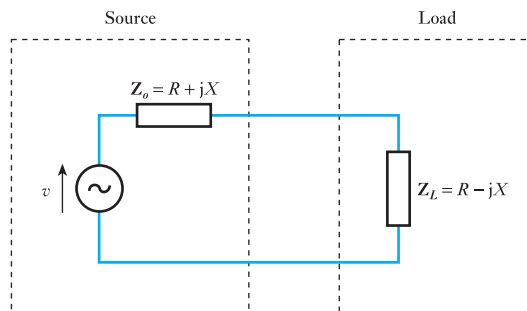 Source
Load
Z_o = R + jX
v
Z_L = R − jX